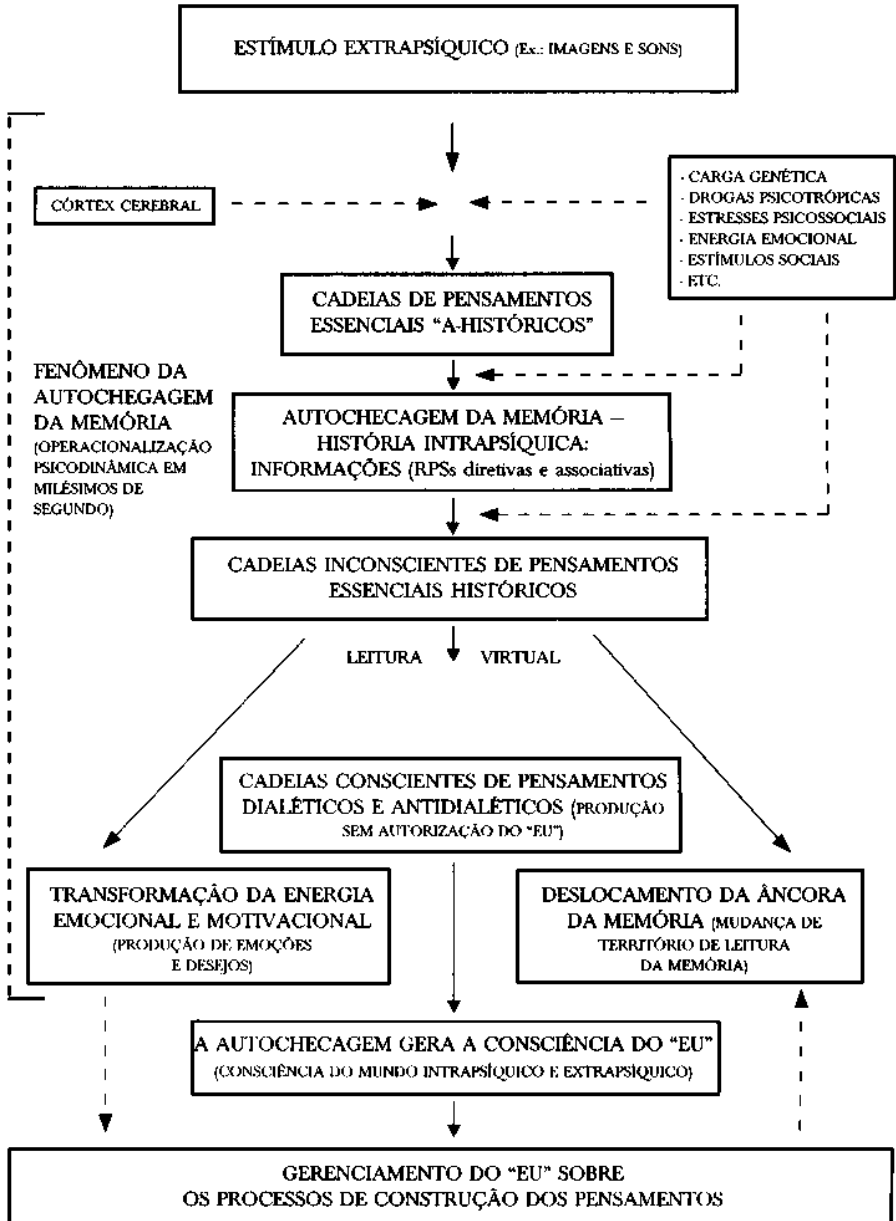 ESTÍMULO EXTRAPSÍQUICO (Ex.: IMAGENS E SONS)
CÓRTEX CEREBRAL
· CARGA GENÉTICA
· DROGAS PSICOTRÓPICAS
· ESTRESSES PSICOSSOCIAIS
· ENERGIA EMOCIONAL
· ESTÍMULOS SOCIAIS
· ETC.
CADEIAS DE PENSAMENTOS
ESSENCIAIS “A-HISTÓRICOS”
FENÔMENO DA
AUTOCHEGAGEM
DA MEMÓRIA
(OPERACIONALIZAÇÃO
PSICODINÂMICA EM
MILÉSIMOS DE
SEGUNDO)
AUTOCHECAGEM DA MEMÓRIA –
HISTÓRIA INTRAPSÍQUICA:
INFORMAÇÕES (RPSs diretivas e associativas)
CADEIAS INCONSCIENTES DE PENSAMENTOS
ESSENCIAIS HISTÓRICOS
LEITURA VIRTUAL
CADEIAS CONSCIENTES DE PENSAMENTOS
DIALÉTICOS E ANTIDIALÉTICOS (PRODUÇÃO
SEM AUTORIZAÇÃO DO “EU”)
TRANSFORMAÇÃO DA ENERGIA
EMOCIONAL E MOTIVACIONAL
(PRODUÇÃO DE EMOÇÕES
E DESEJOS)
DESLOCAMENTO DA ÂNCORA
DA MEMÓRIA (MUDANÇA DE
TERRITÓRIO DE LEITURA
DA MEMÓRIA)
A AUTOCHECAGEM GERA A CONSCIÊNCIA DO “EU”
(CONSCIÊNCIA DO MUNDO INTRAPSÍQUICO E EXTRAPSÍQUICO)
GERENCIAMENTO DO “EU” SOBRE
OS PROCESSOS DE CONSTRUÇÃO DOS PENSAMENTOS